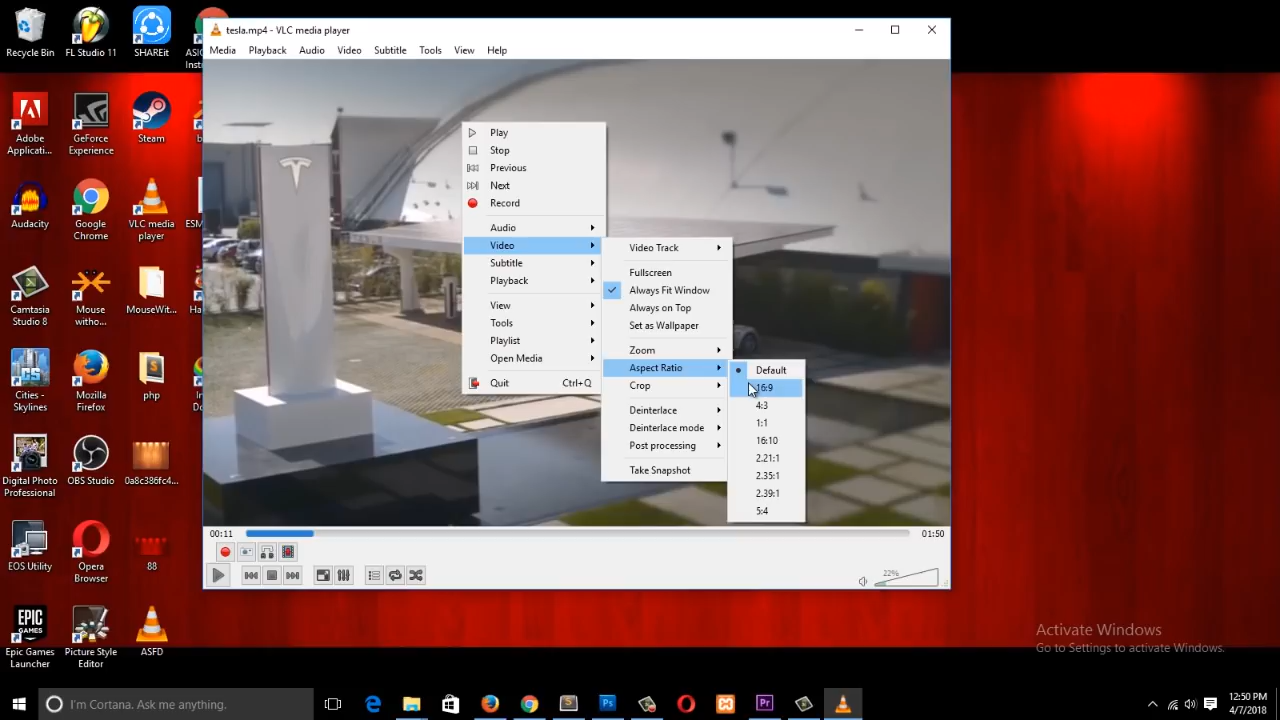 tesla.mp4 - VLC media player
Media
Playback
Audio
Video
Subtitle
Tools
View
Help
Recycle Bin
FL Studio 11
SHAREit
Adobe
Applicati...
GeForce
Experience
Steam
Audacity
Google
Chrome
VLC media
player
Camtasia
Studio 8
Mouse
witho...
MouseWit...
Cities -
Skylines
Mozilla
Firefox
php
Digital Photo
Professional
OBS Studio
0a8c386fc4...
EOS Utility
Opera
Browser
88
Epic Games
Launcher
Picture Style
Editor
ASFD
EPIC
GAMES
Play
Stop
Previous
Next
Record
Audio
Video
Subtitle
Playback
View
Tools
Playlist
Open Media
Quit Ctrl+Q
Video Track
Fullscreen
Always Fit Window
Always on Top
Set as Wallpaper
Zoom
Aspect Ratio
Crop
Deinterlace
Deinterlace mode
Post processing
Take Snapshot
Default
16:9
4:3
1:1
16:10
2.21:1
2.35:1
2.39:1
5:4
00:11
01:50
22%
Activate Windows
Go to Settings to activate Windows.
I'm Cortana. Ask me anything.
Ps
Pr
12:50 PM
4/7/2018